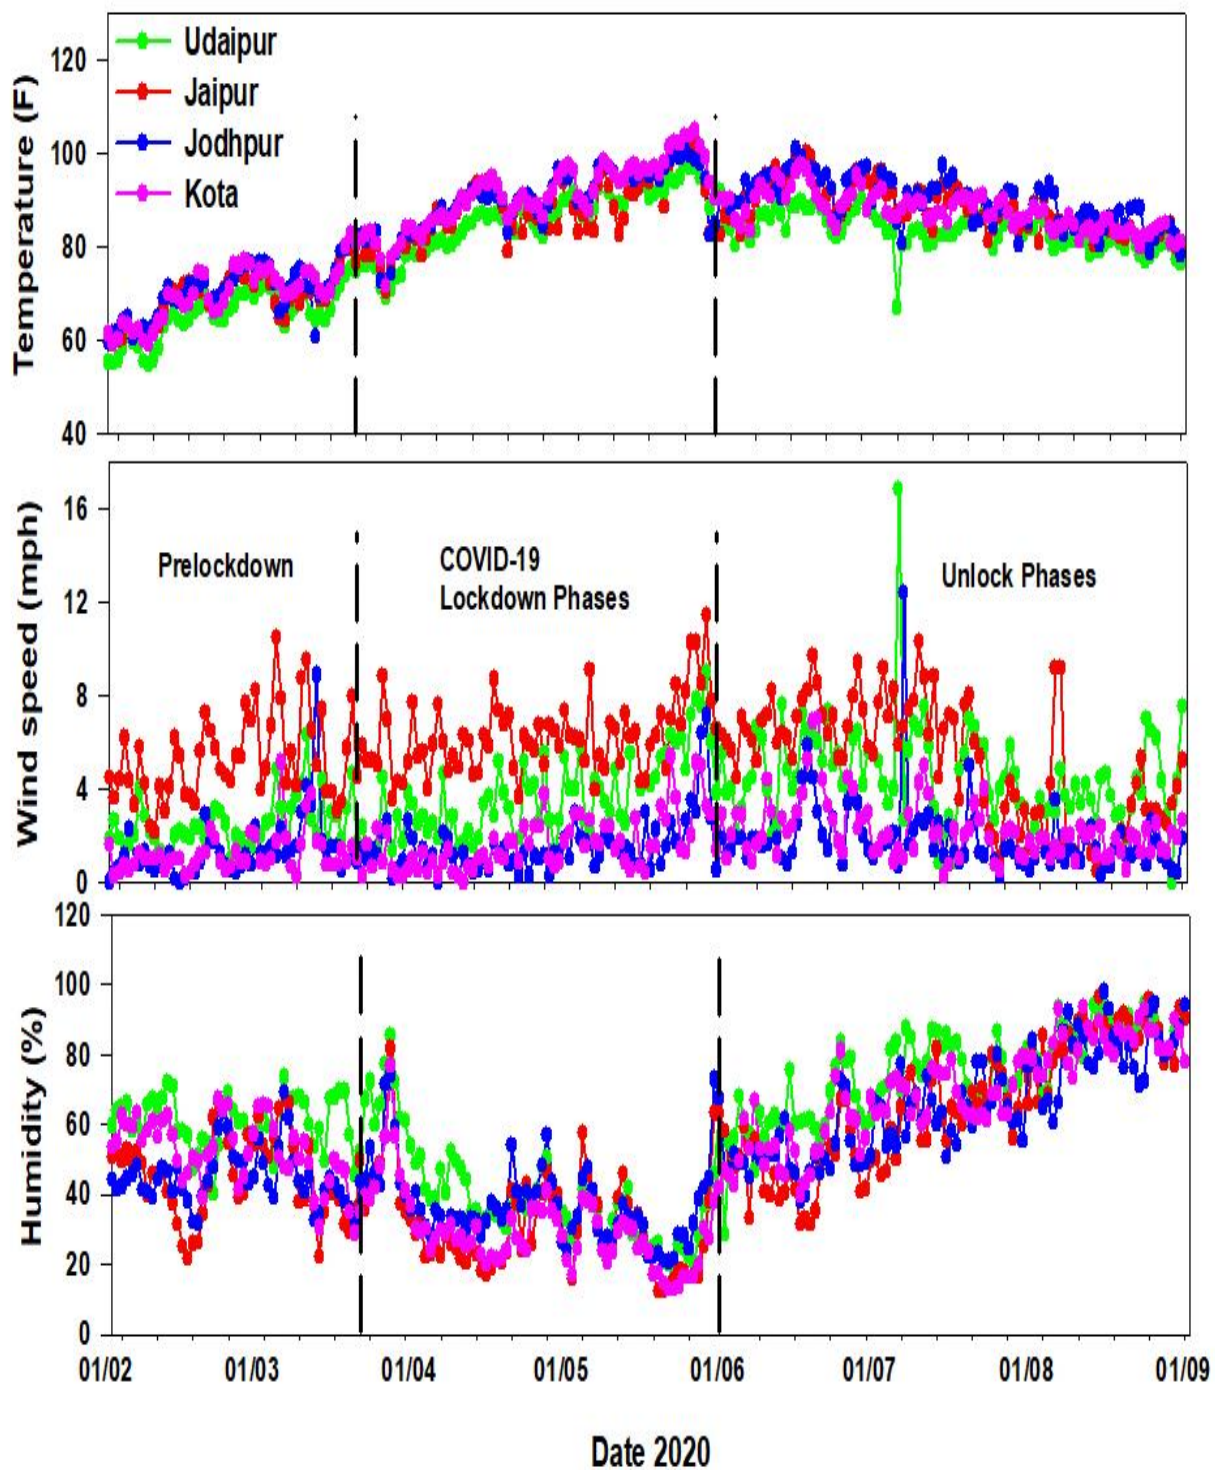 120
100
80
60
40
Temperature (F)
Udaipur
Jaipur
Jodhpur
Kota
16
12
8
4
0
Wind speed (mph)
Prelockdown
COVID-19
Lockdown Phases
Unlock Phases
120
100
80
60
40
20
0
Humidity (%)
01/02 01/03 01/04 01/05 01/06 01/07 01/08 01/09
Date 2020